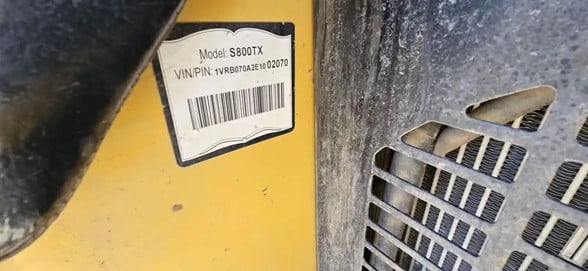 Model: S800TX
VIN/PIN: 1VRB070A2E1002070